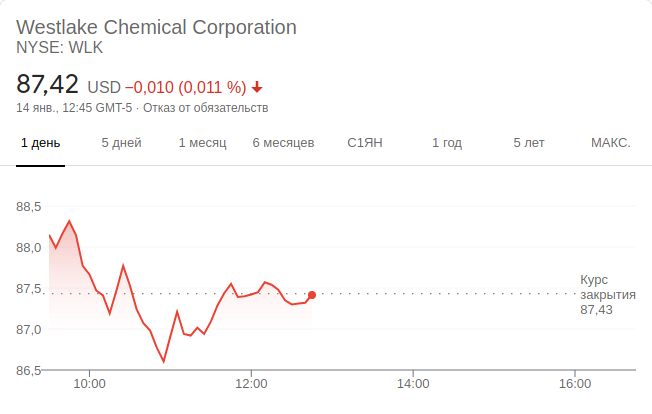 Westlake Chemical Corporation
NYSE: WLK
87,42 USD −0,010 (0,011 %)
14 янв., 12:45 GMT-5 · Отказ от обязательств
1 день 5 дней 1 месяц 6 месяцев С1ЯН 1 год 5 лет МАКС.
88,5
88,0
87,5
87,0
86,5
Курс
закрытия
87,43
10:00 12:00 14:00 16:00